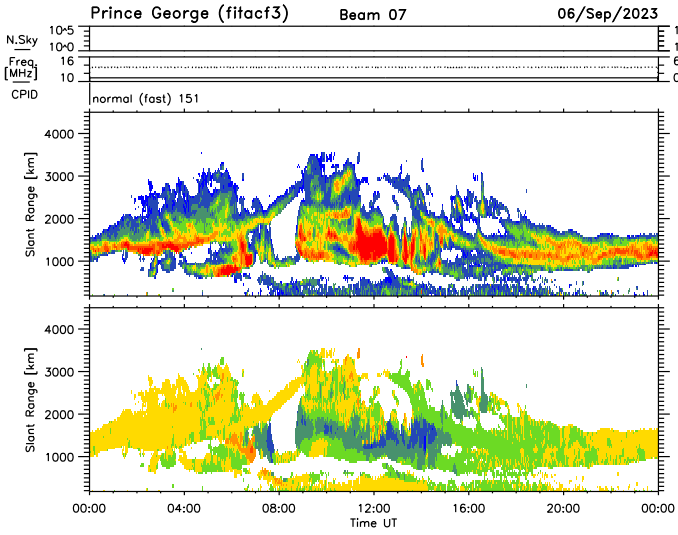 Prince George (fitacf3) Beam 07 06/Sep/2023
N.Sky
10^5
10^0
Freq.
[MHz]
16
10
6
0
CPID
normal (fast) 151
Slant Range [km]
4000
3000
2000
1000
Slant Range [km]
4000
3000
2000
1000
00:00 04:00 08:00 12:00 16:00 20:00 00:00
Time UT